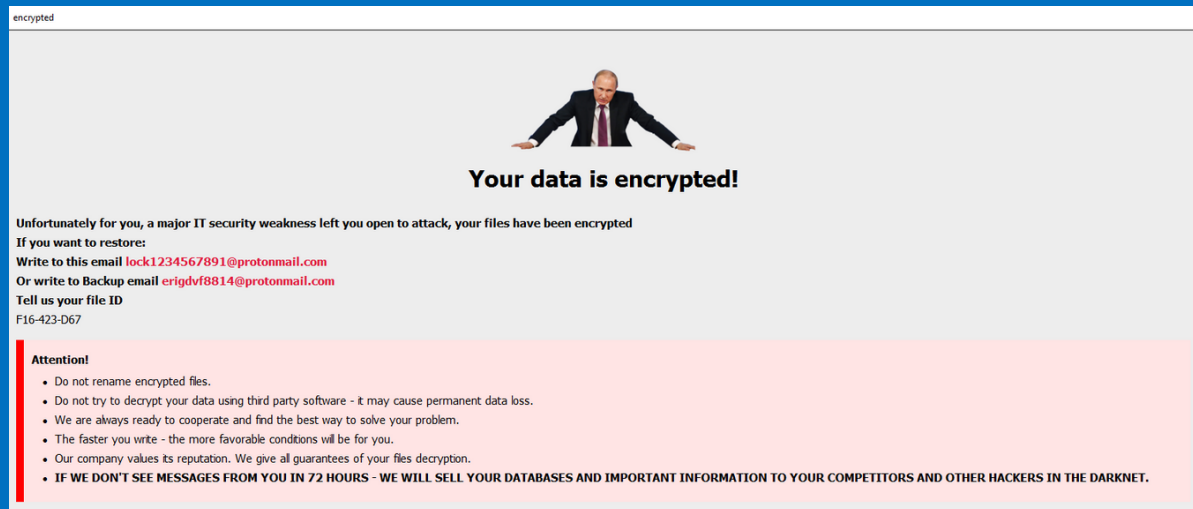 encrypted
Your data is encrypted!
Unfortunately for you, a major IT security weakness left you open to attack, your files have been encrypted
If you want to restore:
Write to this email lock1234567891@protonmail.com
Or write to Backup email erigdvf8814@protonmail.com
Tell us your file ID
F16-423-D67
Attention!
• Do not rename encrypted files.
• Do not try to decrypt your data using third party software - it may cause permanent data loss.
• We are always ready to cooperate and find the best way to solve your problem.
• The faster you write - the more favorable conditions will be for you.
• Our company values its reputation. We give all guarantees of your files decryption.
• IF WE DON'T SEE MESSAGES FROM YOU IN 72 HOURS - WE WILL SELL YOUR DATABASES AND IMPORTANT INFORMATION TO YOUR COMPETITORS AND OTHER HACKERS IN THE DARKNET.